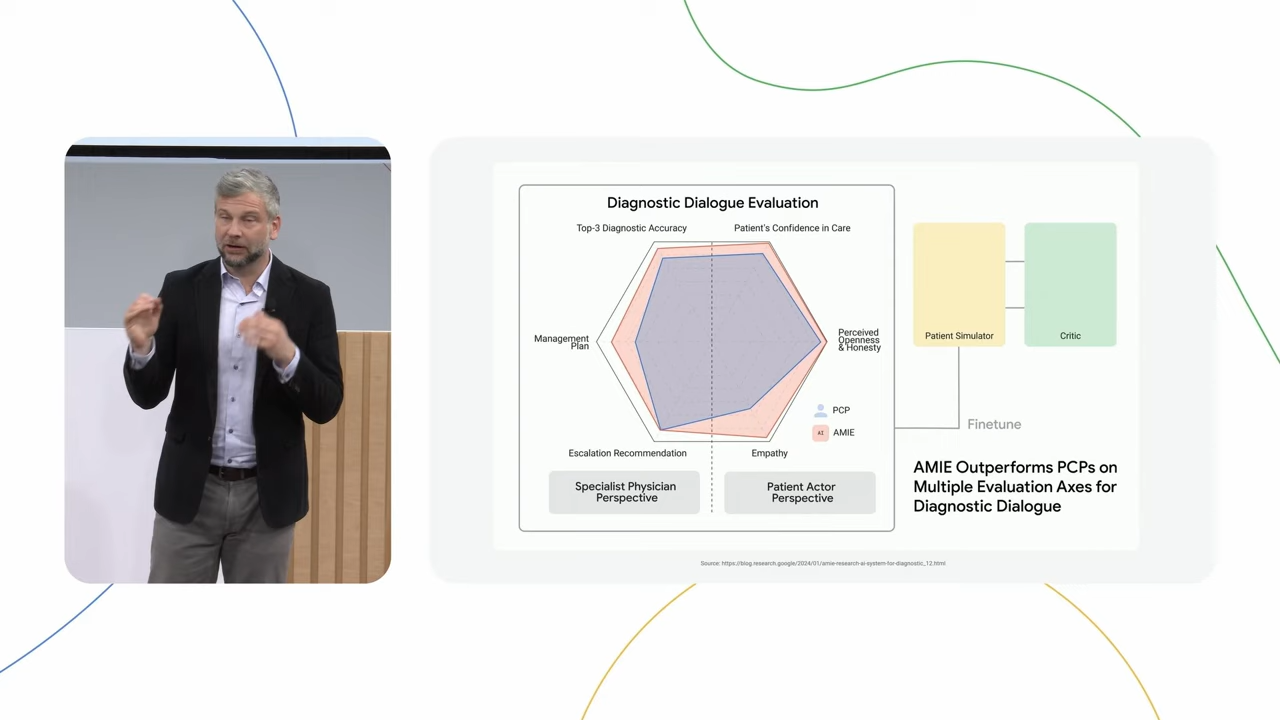 Diagnostic Dialogue Evaluation
Top-3 Diagnostic Accuracy
Patient's Confidence in Care
Management
Plan
Perceived
Openness
& Honesty
PCP
AI
AMIE
Escalation Recommendation
Empathy
Specialist Physician
Perspective
Patient Actor
Perspective
Patient Simulator
Critic
Finetune
AMIE Outperforms PCPs on
Multiple Evaluation Axes for
Diagnostic Dialogue
Source: https://blog.research.google/2024/01/amie-research-ai-system-for-diagnostic_12.html